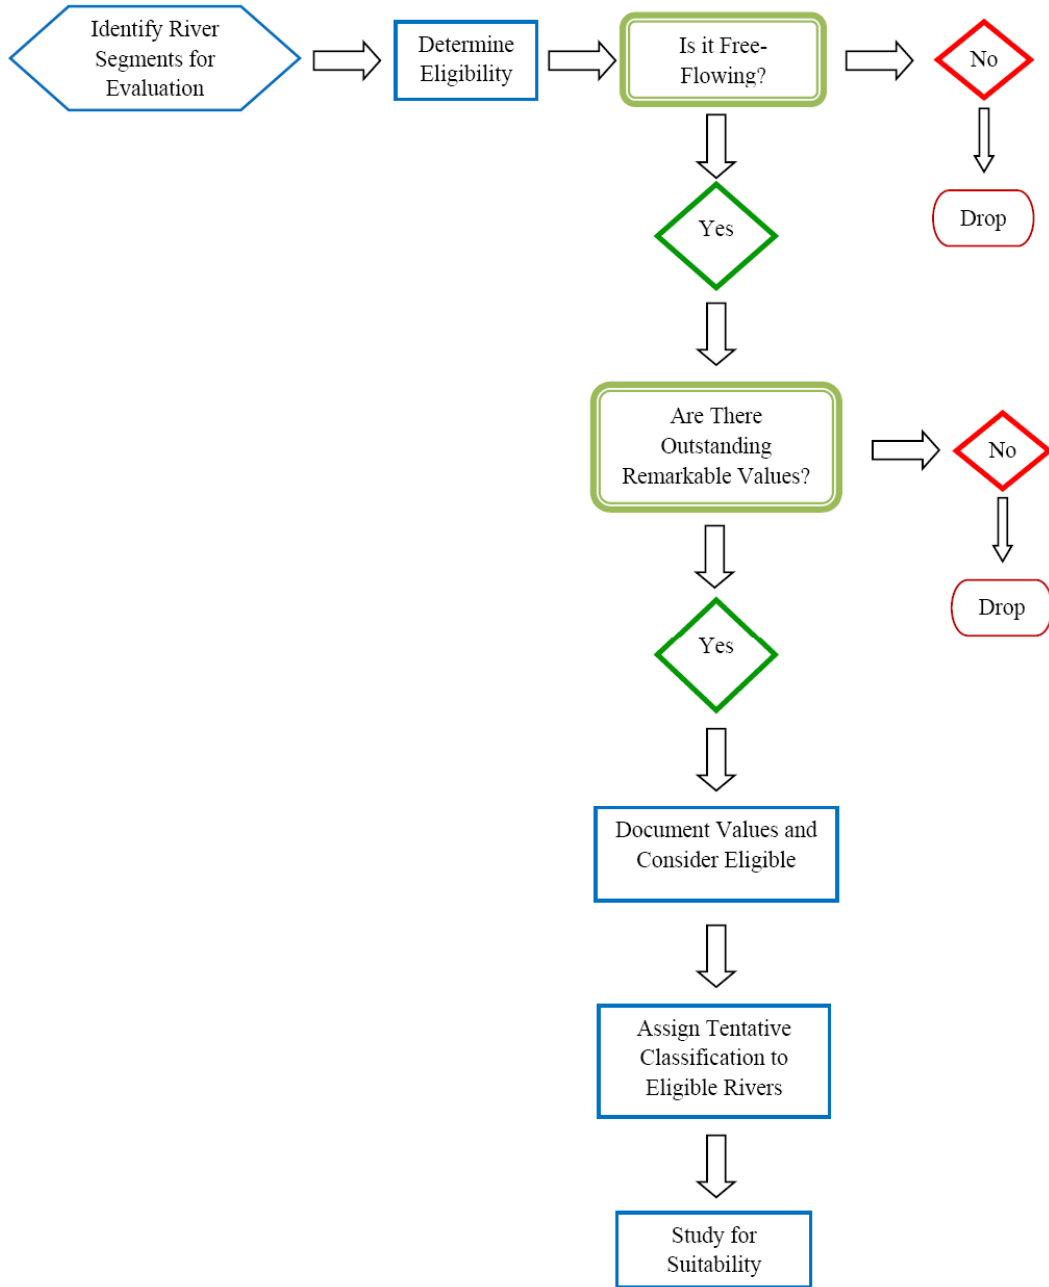 Identify River
Segments for
Evaluation
Determine
Eligibility
Is it Free-
Flowing?
No
Drop
Yes
Are There
Outstanding
Remarkable Values?
No
Drop
Yes
Document Values and
Consider Eligible
Assign Tentative
Classification to
Eligible Rivers
Study for
Suitability